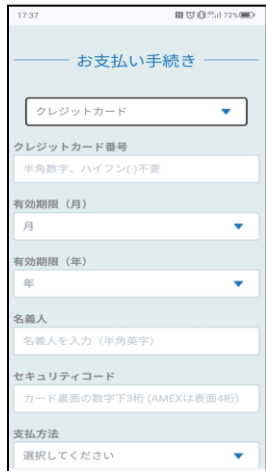 17:37
72%
お支払い手続き
クレジットカード
クレジットカード番号
半角数字、ハイフン(-)不要
有効期限（月）
月
有効期限（年）
年
名義人
名義人を入力（半角英字）
セキュリティコード
カード裏面の数字下3桁 (AMEXは表面4桁)
支払方法
選択してください